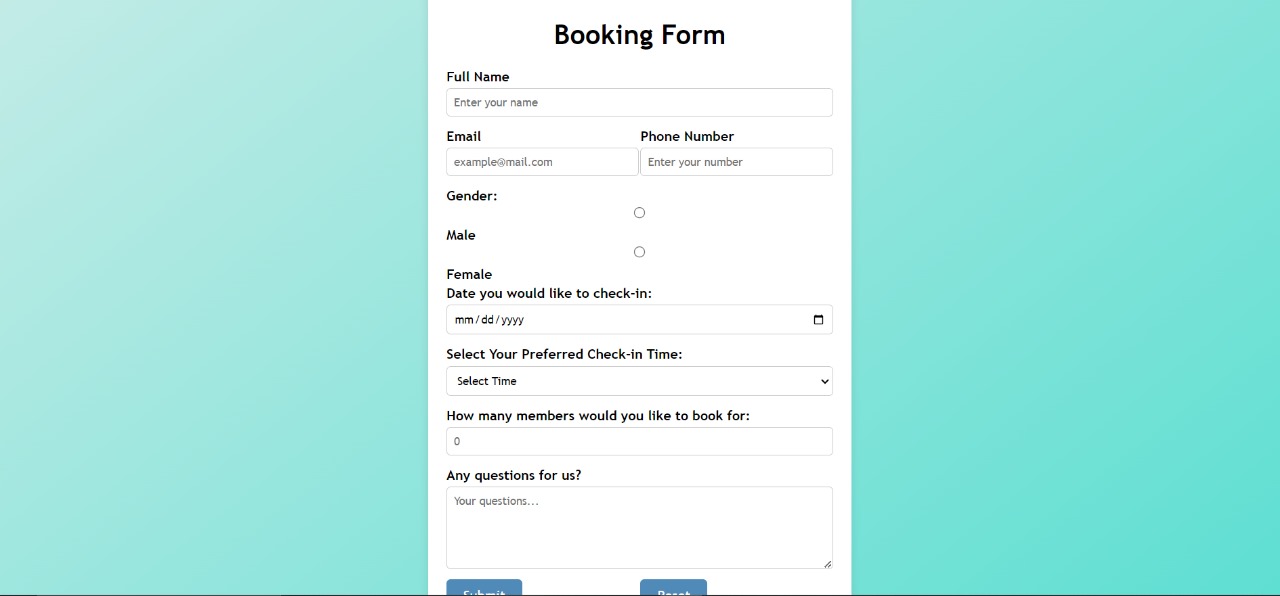 Booking Form
Full Name
Enter your name
Email Phone Number
example@mail.com Enter your number
Gender:
Male
Female
Date you would like to check-in:
mm/dd/yyyy
Select Your Preferred Check-in Time:
Select Time
How many members would you like to book for:
0
Any questions for us?
Your questions...
Submit Reset